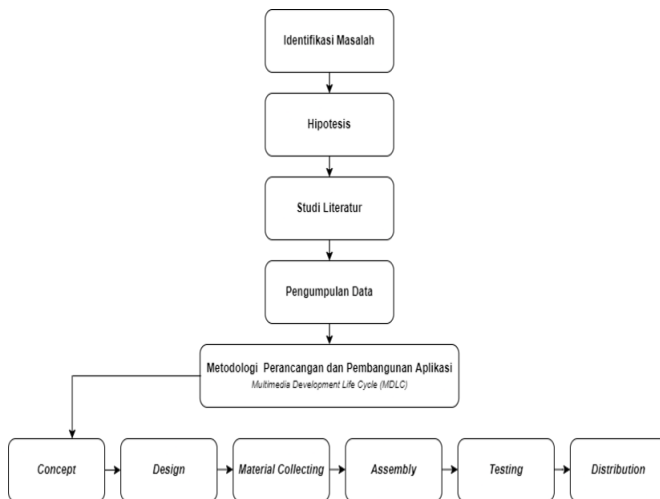 Identifikasi Masalah
Hipotesis
Studi Literatur
Pengumpulan Data
Metodologi Perancangan dan Pembangunan Aplikasi
Multimedia Development Life Cycle (MDLC)
Concept
Design
Material Collecting
Assembly
Testing
Distribution